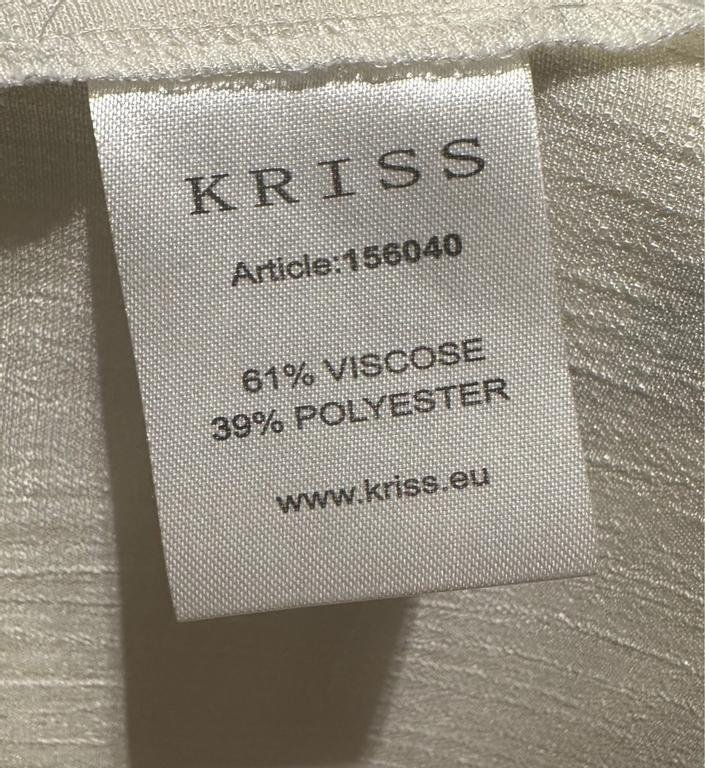 KRISS
Article:156040
61% VISCOSE
39% POLYESTER
www.kriss.eu